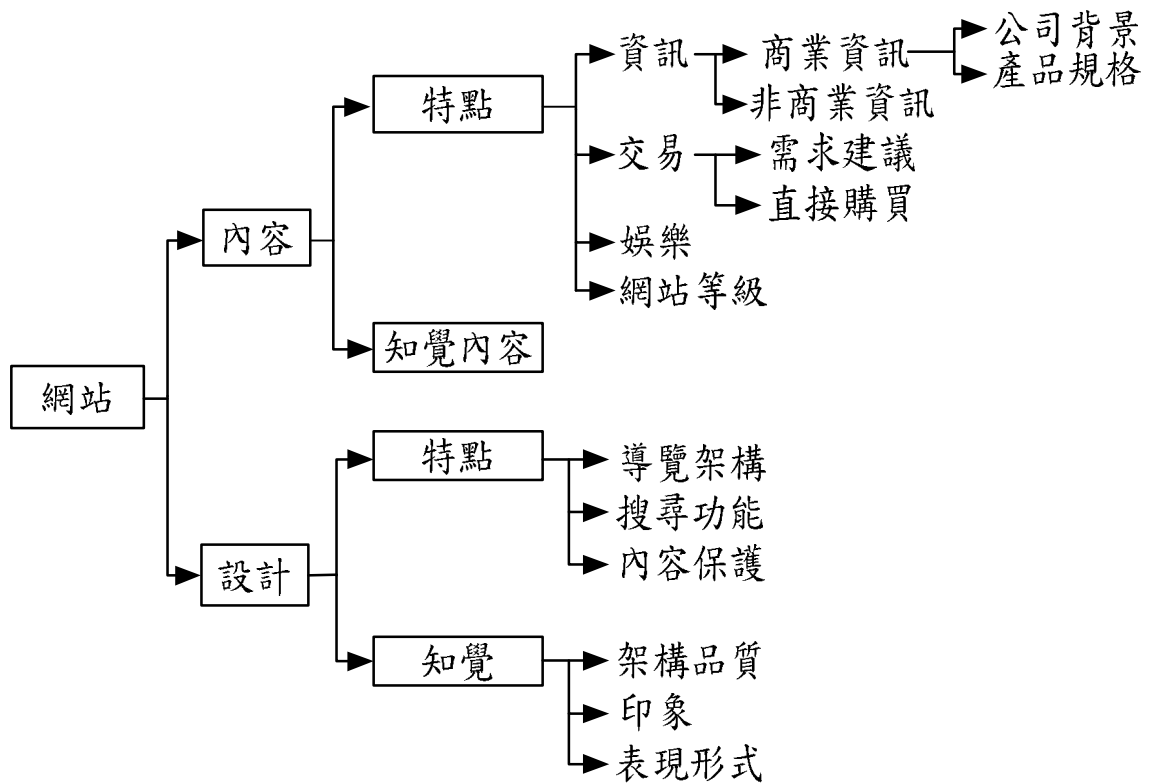 網站
內容
特點
資訊
商業資訊
公司背景
產品規格
非商業資訊
交易
需求建議
直接購買
娛樂
網站等級
知覺內容
設計
特點
導覽架構
搜尋功能
內容保護
知覺
架構品質
印象
表現形式